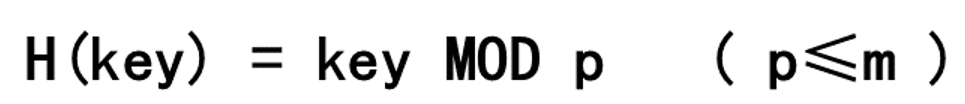 H(key) = key MOD p ( p≤m )